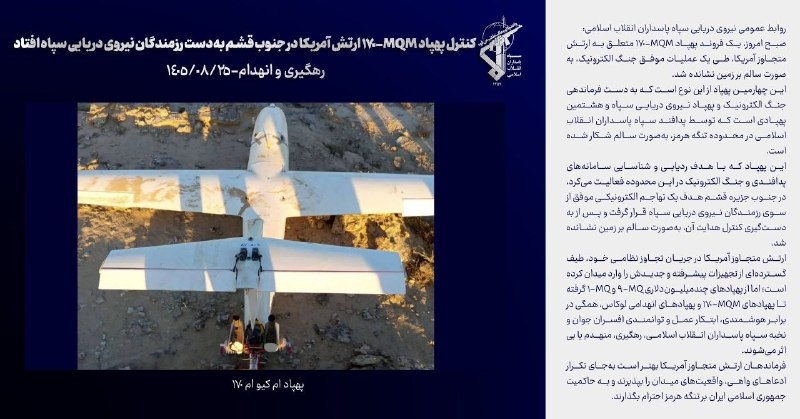 کنترل پهپاد MQM-۱۷۰ ارتش آمریکا در جنوب قشم به دست رزمندگان نیروی دریایی سپاه افتاد
رهگیری و انهدام-۱۴۰۵/۰۸/۲۵
پهپاد ام کیو ام ۱۷۰
روابط عمومی نیروی دریایی سپاه پاسداران انقلاب اسلامی:
صبح امروز، یک فروند پهپاد MQM-۱۷۰ متعلق به ارتش
متجاوز آمریکا، طی یک عملیات موفق جنگ الکترونیک، به
صورت سالم بر زمین نشانده شد.
این چهارمین پهپاد از این نوع است که به دست فرماندهی
جنگ الکترونیک و پهپاد نیروی دریایی سپاه و هشتمین
پهپادی است که توسط پدافند سپاه پاسداران انقلاب
اسلامی در محدوده تنگه هرمز، به‌صورت سالم شکار شده
است.
این پهپاد که با هدف ردیابی و شناسایی سامانه‌های
پدافندی و جنگ الکترونیک در این محدوده فعالیت می‌کرد،
در جنوب جزیره قشم هدف یک تهاجم الکترونیکی موفق از
سوی رزمندگان نیروی دریایی سپاه قرار گرفت و پس از به
دست‌گیری کنترل هدایت آن، به‌صورت سالم بر زمین نشانده
شد.
ارتش متجاوز آمریکا در جریان تجاوز نظامی خود، طیف
گسترده‌ای از تجهیزات پیشرفته و جدیدش را وارد میدان کرده
است؛ اما از پهپادهای چندمیلیون‌دلاری MQ-۹ و MQ-۱ گرفته
تا پهپادهای MQM-۱۷۰ و پهپادهای انهدامی لوکاس، همگی در
برابر هوشمندی، ابتکار عمل و توانمندی افسران جوان و
نخبه سپاه پاسداران انقلاب اسلامی، رهگیری، منهدم یا بی
اثر می‌شوند.
فرماندهان ارتش متجاوز آمریکا بهتر است به‌جای تکرار
ادعاهای واهی، واقعیت‌های میدان را بپذیرند و به حاکمیت
جمهوری اسلامی ایران بر تنگه هرمز احترام بگذارند.